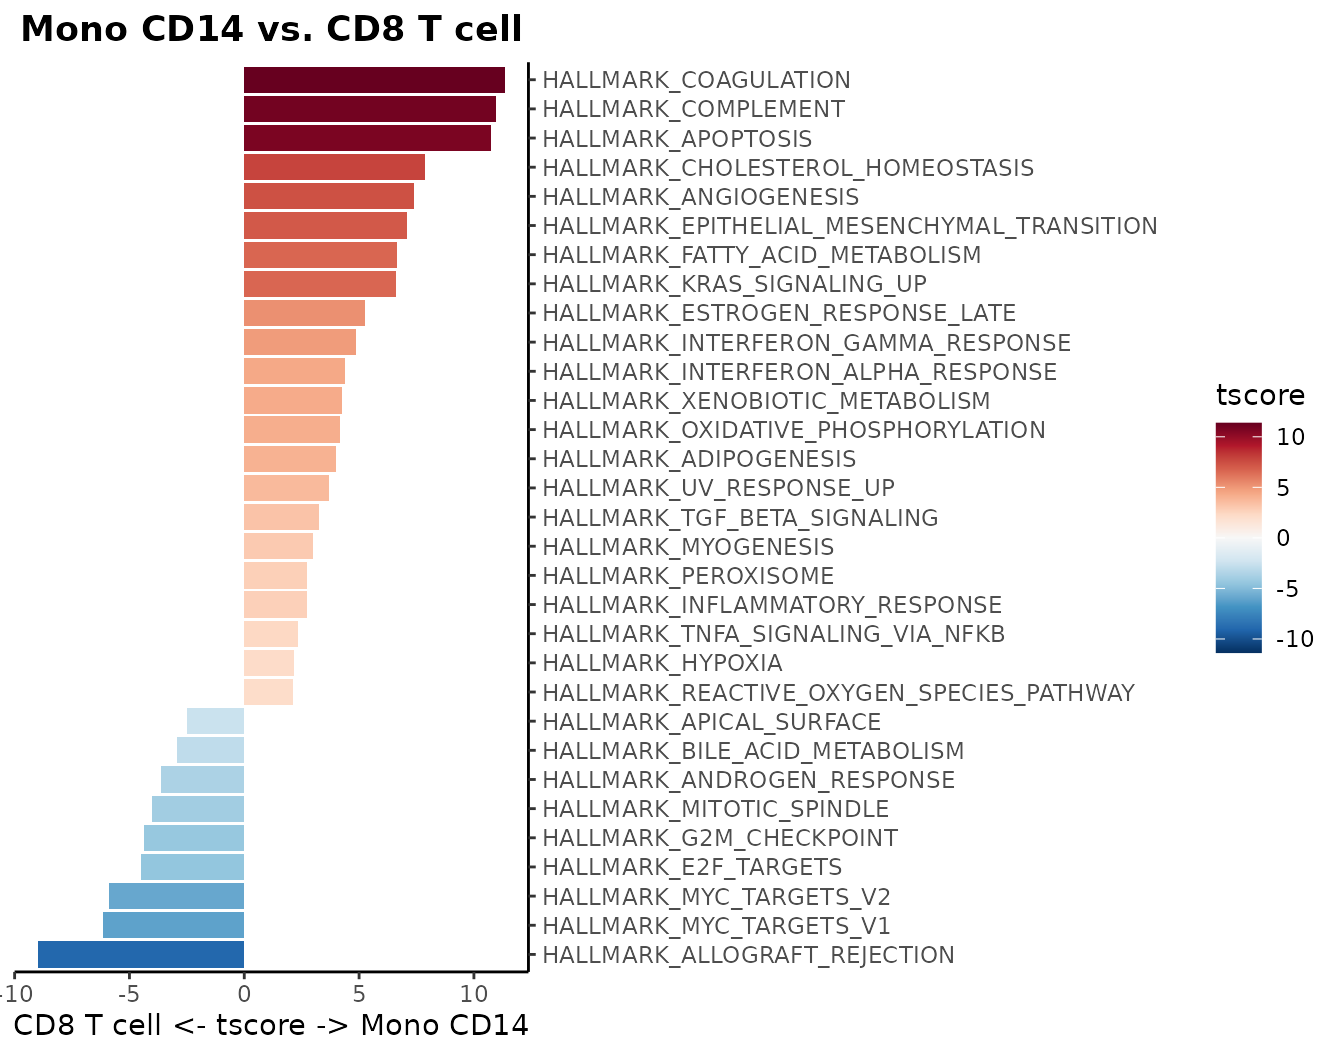 Mono CD14 vs. CD8 T cell
HALLMARK_COAGULATION
HALLMARK_COMPLEMENT
HALLMARK_APOPTOSIS
HALLMARK_CHOLESTEROL_HOMEOSTASIS
HALLMARK_ANGIOGENESIS
HALLMARK_EPITHELIAL_MESENCHYMAL_TRANSITION
HALLMARK_FATTY_ACID_METABOLISM
HALLMARK_KRAS_SIGNALING_UP
HALLMARK_ESTROGEN_RESPONSE_LATE
HALLMARK_INTERFERON_GAMMA_RESPONSE
HALLMARK_INTERFERON_ALPHA_RESPONSE
HALLMARK_XENOBIOTIC_METABOLISM
HALLMARK_OXIDATIVE_PHOSPHORYLATION
HALLMARK_ADIPOGENESIS
HALLMARK_UV_RESPONSE_UP
HALLMARK_TGF_BETA_SIGNALING
HALLMARK_MYOGENESIS
HALLMARK_PEROXISOME
HALLMARK_INFLAMMATORY_RESPONSE
HALLMARK_TNFA_SIGNALING_VIA_NFKB
HALLMARK_HYPOXIA
HALLMARK_REACTIVE_OXYGEN_SPECIES_PATHWAY
HALLMARK_APICAL_SURFACE
HALLMARK_BILE_ACID_METABOLISM
HALLMARK_ANDROGEN_RESPONSE
HALLMARK_MITOTIC_SPINDLE
HALLMARK_G2M_CHECKPOINT
HALLMARK_E2F_TARGETS
HALLMARK_MYC_TARGETS_V2
HALLMARK_MYC_TARGETS_V1
HALLMARK_ALLOGRAFT_REJECTION
-10 -5 0 5 10
CD8 T cell <- tscore -> Mono CD14
tscore
10
5
0
-5
-10